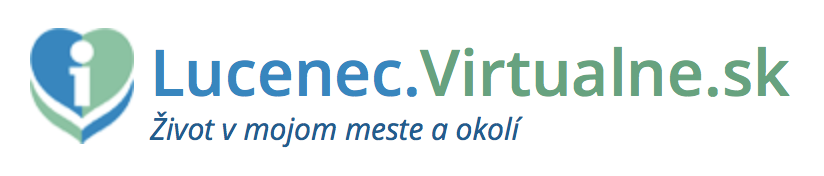 Lucenec.Virtualne.sk
Život v mojom meste a okolí